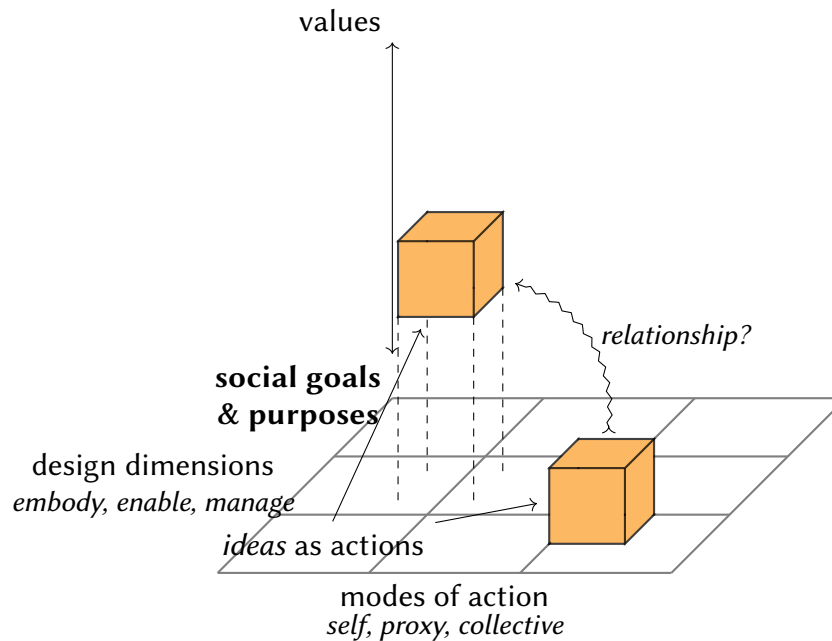 values
relationship?
social goals
& purposes
design dimensions
embody, enable, manage
ideas as actions
modes of action
self, proxy, collective